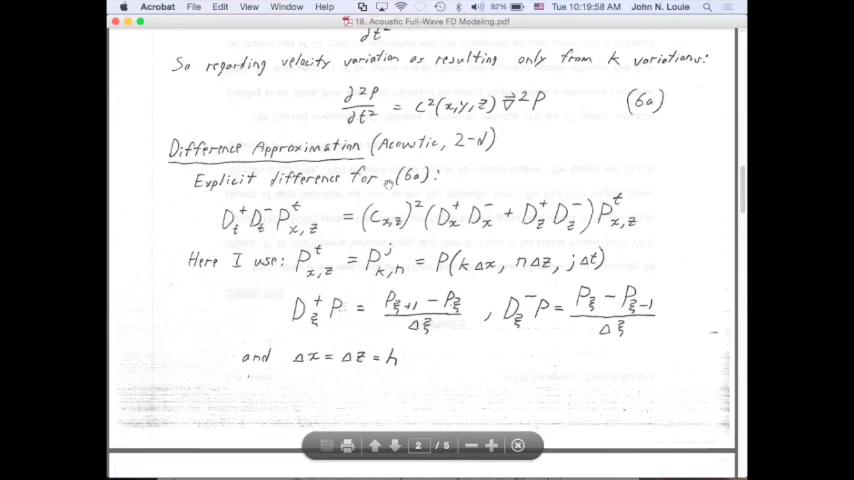 Acrobat File Edit View Window Help 92% Tue 10:19:58 AM John N. Louie
18. Acoustic Full-Wave FD Modeling.pdf
∂t²
So regarding velocity variation as resulting only from K variations:
∂²P/∂t² = c²(x,y,z) ∇⃗²P (6a)
Difference Approximation (Acoustic, 2-d)
Explicit difference for (6a):
D_t⁺ D_t⁻ P_{x,z}^t = (C_{x,z})² (D_x⁺ D_x⁻ + D_z⁺ D_z⁻) P_{x,z}^t
Here I use: P_{x,z}^t = P_{k,n}^j = P(kΔx, nΔz, jΔt)
D_ξ⁺ P = (P_{ξ+1} - P_ξ)/Δξ , D_ξ⁻ P = (P_ξ - P_{ξ-1})/Δξ
and Δx = Δz = h
2 / 5